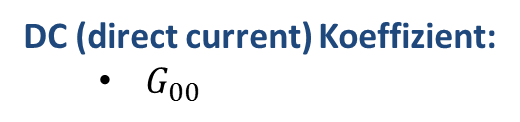 DC (direct current) Koeffizient:
• G₀₀